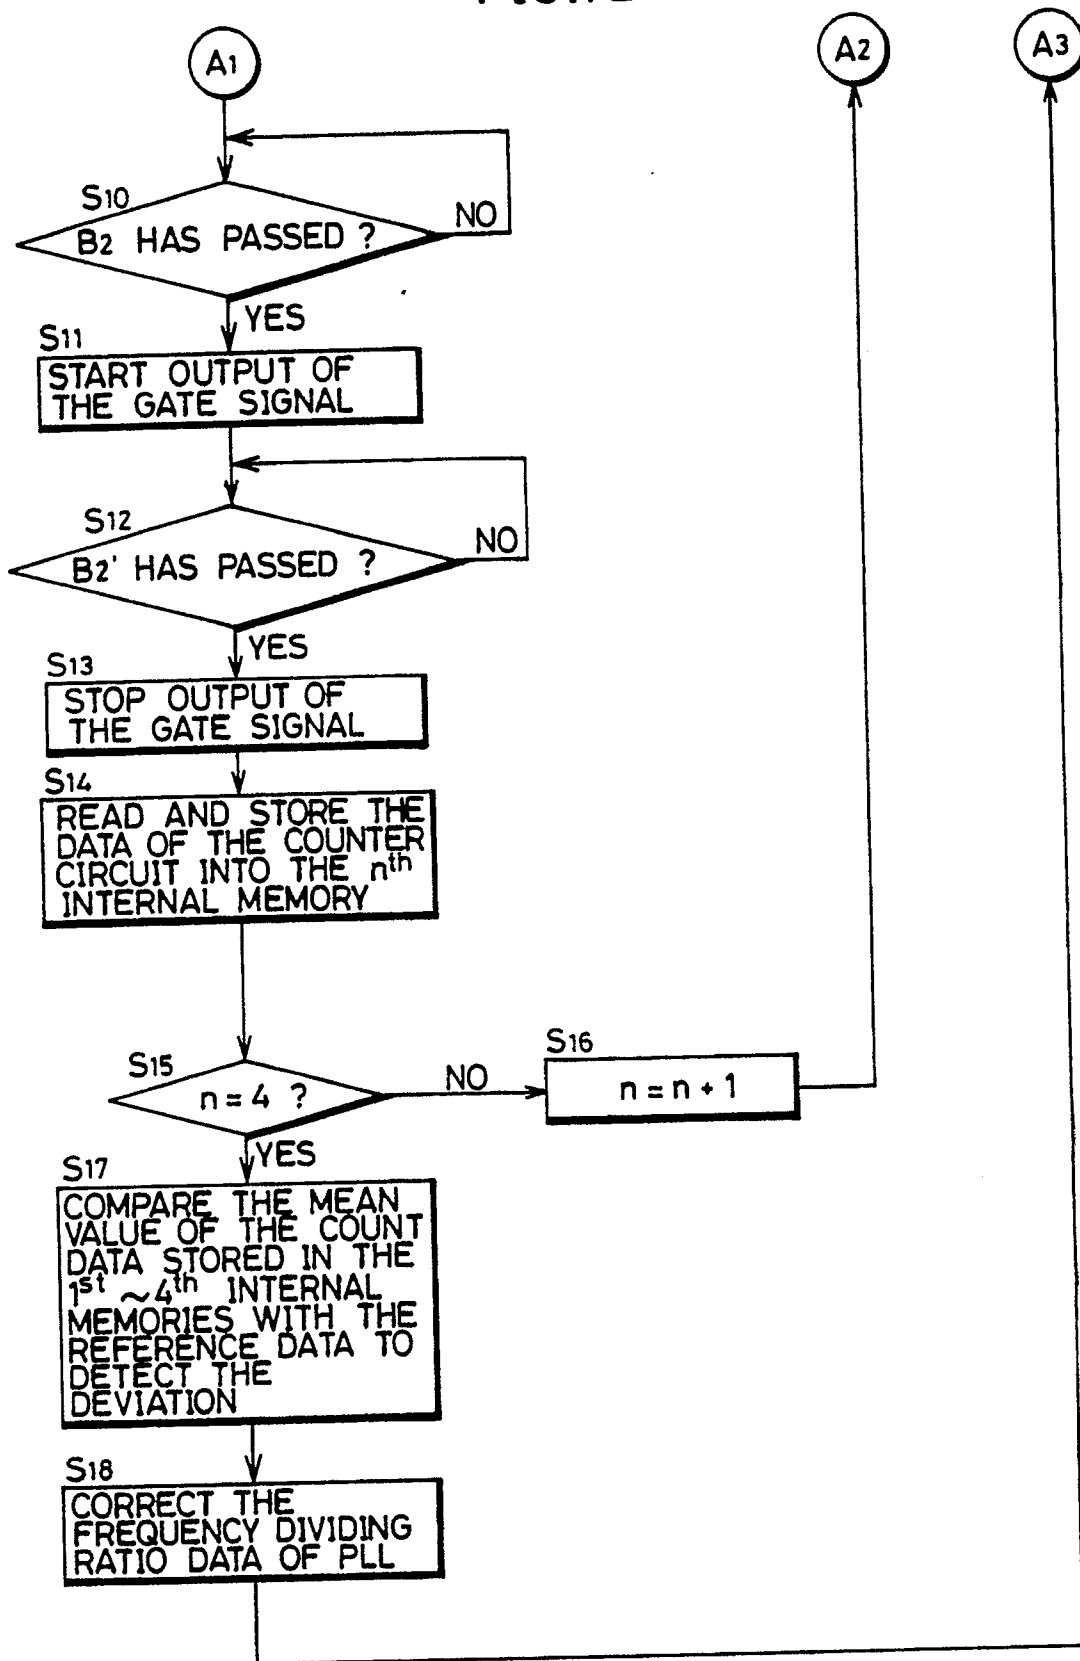 A1
A2
A3
S10
B2 HAS PASSED ?
NO
YES
S11
START OUTPUT OF
THE GATE SIGNAL
S12
B2' HAS PASSED ?
NO
YES
S13
STOP OUTPUT OF
THE GATE SIGNAL
S14
READ AND STORE THE
DATA OF THE COUNTER
CIRCUIT INTO THE nth
INTERNAL MEMORY
S15
n = 4 ?
NO
S16
n = n + 1
YES
S17
COMPARE THE MEAN
VALUE OF THE COUNT
DATA STORED IN THE
1st ~4th INTERNAL
MEMORIES WITH THE
REFERENCE DATA TO
DETECT THE
DEVIATION
S18
CORRECT THE
FREQUENCY DIVIDING
RATIO DATA OF PLL